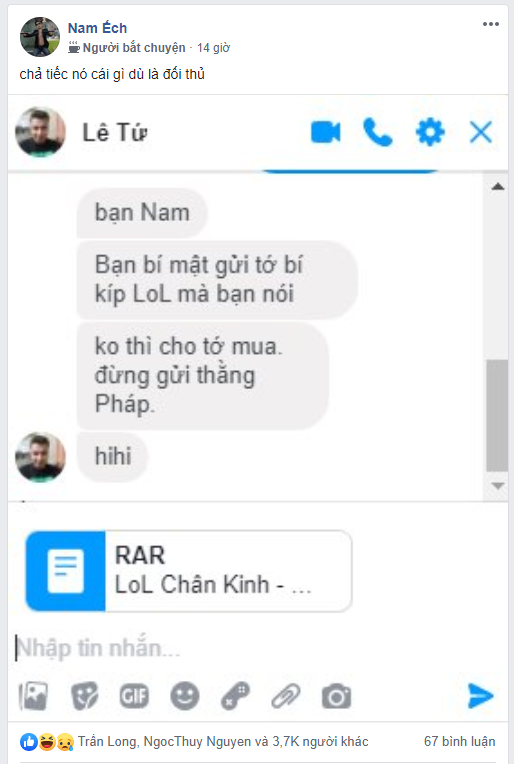 Nam Ếch
Người bắt chuyện · 14 giờ
chả tiếc nó cái gì dù là đối thủ
Lê Tứ
bạn Nam
Bạn bí mật gửi tớ bí
kíp LoL mà bạn nói
ko thì cho tớ mua.
đừng gửi thằng
Pháp.
hihi
RAR
LoL Chân Kinh - ...
Nhập tin nhắn...
GIF
Trần Long, NgocThuy Nguyen và 3,7K người khác
67 bình luận